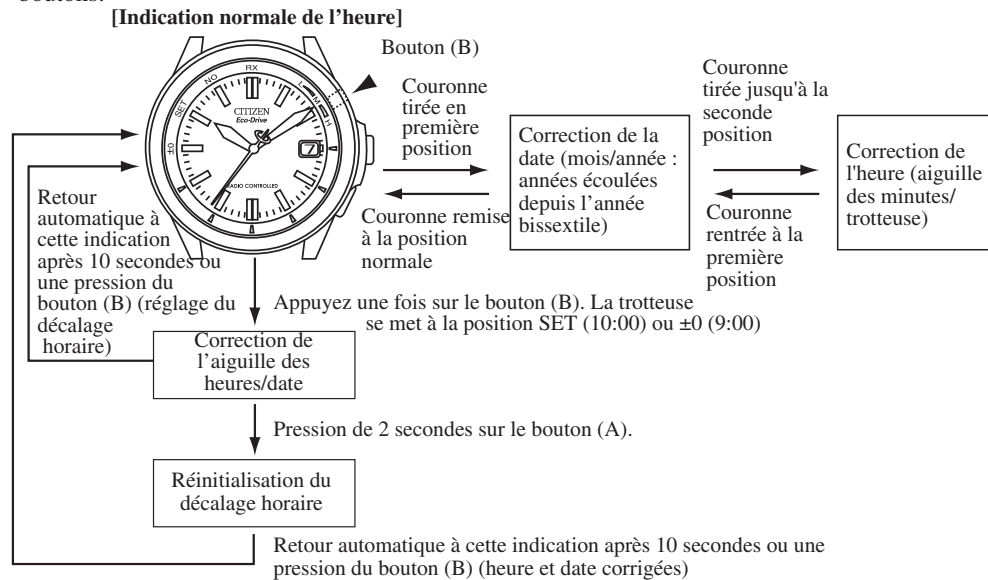 boutons.
[Indication normale de l'heure]
Bouton (B)
RX
NO
SET
±0
L
M
H
CITIZEN
Eco-Drive
7
RADIO CONTROLLED
Couronne
tirée en
première
position
Couronne remise
à la position
normale
Correction de la
date (mois/année :
années écoulées
depuis l'année
bissextile)
Couronne
tirée jusqu'à la
seconde
position
Couronne
rentrée à la
première
position
Correction de
l'heure (aiguille
des minutes/
trotteuse)
Retour
automatique à
cette indication
après 10 secondes ou
une pression du
bouton (B) (réglage du
décalage
horaire)
Appuyez une fois sur le bouton (B). La trotteuse
se met à la position SET (10:00) ou ±0 (9:00)
Correction de
l'aiguille des
heures/date
Pression de 2 secondes sur le bouton (A).
Réinitialisation du
décalage horaire
Retour automatique à cette indication après 10 secondes ou une
pression du bouton (B) (heure et date corrigées)